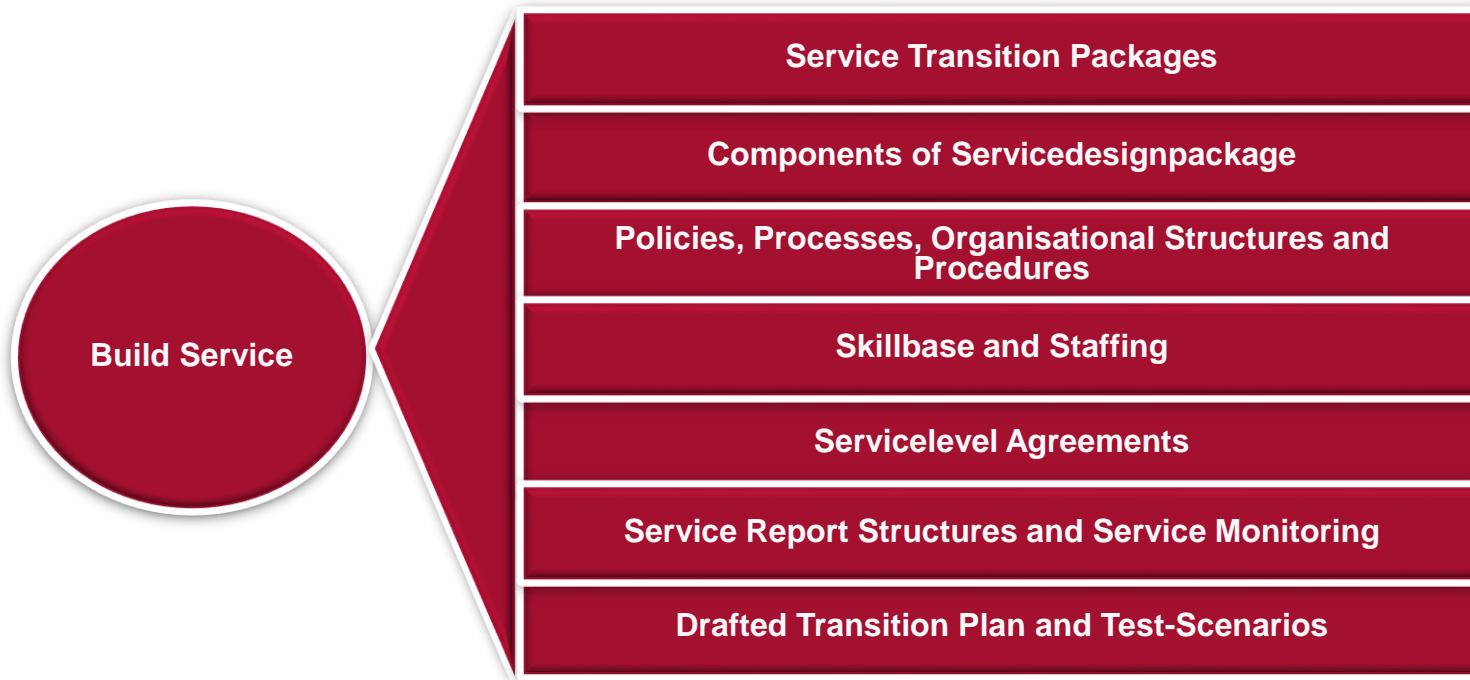 Build Service
Service Transition Packages
Components of Servicedesignpackage
Policies, Processes, Organisational Structures and
Procedures
Skillbase and Staffing
Servicelevel Agreements
Service Report Structures and Service Monitoring
Drafted Transition Plan and Test-Scenarios